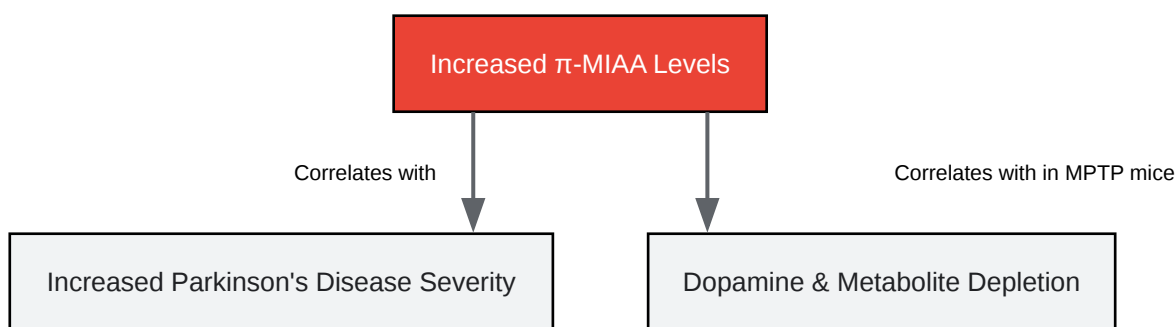 Increased π-MIAA Levels
Correlates with
Correlates with in MPTP mice
Increased Parkinson's Disease Severity
Dopamine & Metabolite Depletion